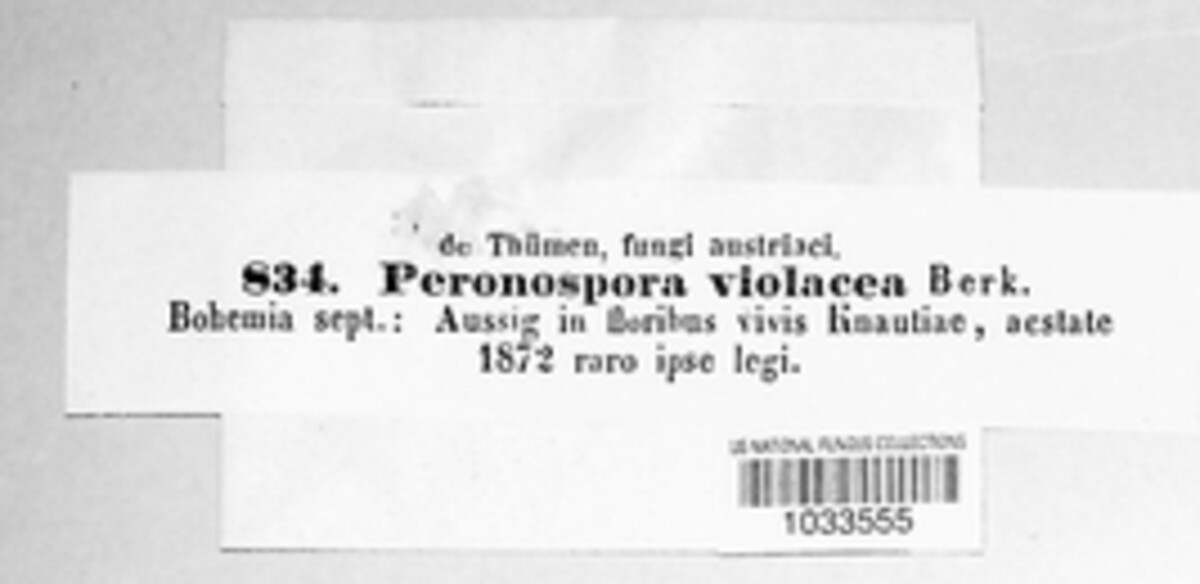 de Thümen, fungi austriaci.
834. Peronospora violacea Berk.
Bohemia sept.: Aussig in floribus vivis Knautiae, aestate
1872 raro ipse legi.
US NATIONAL FUNGUS COLLECTIONS
1033555